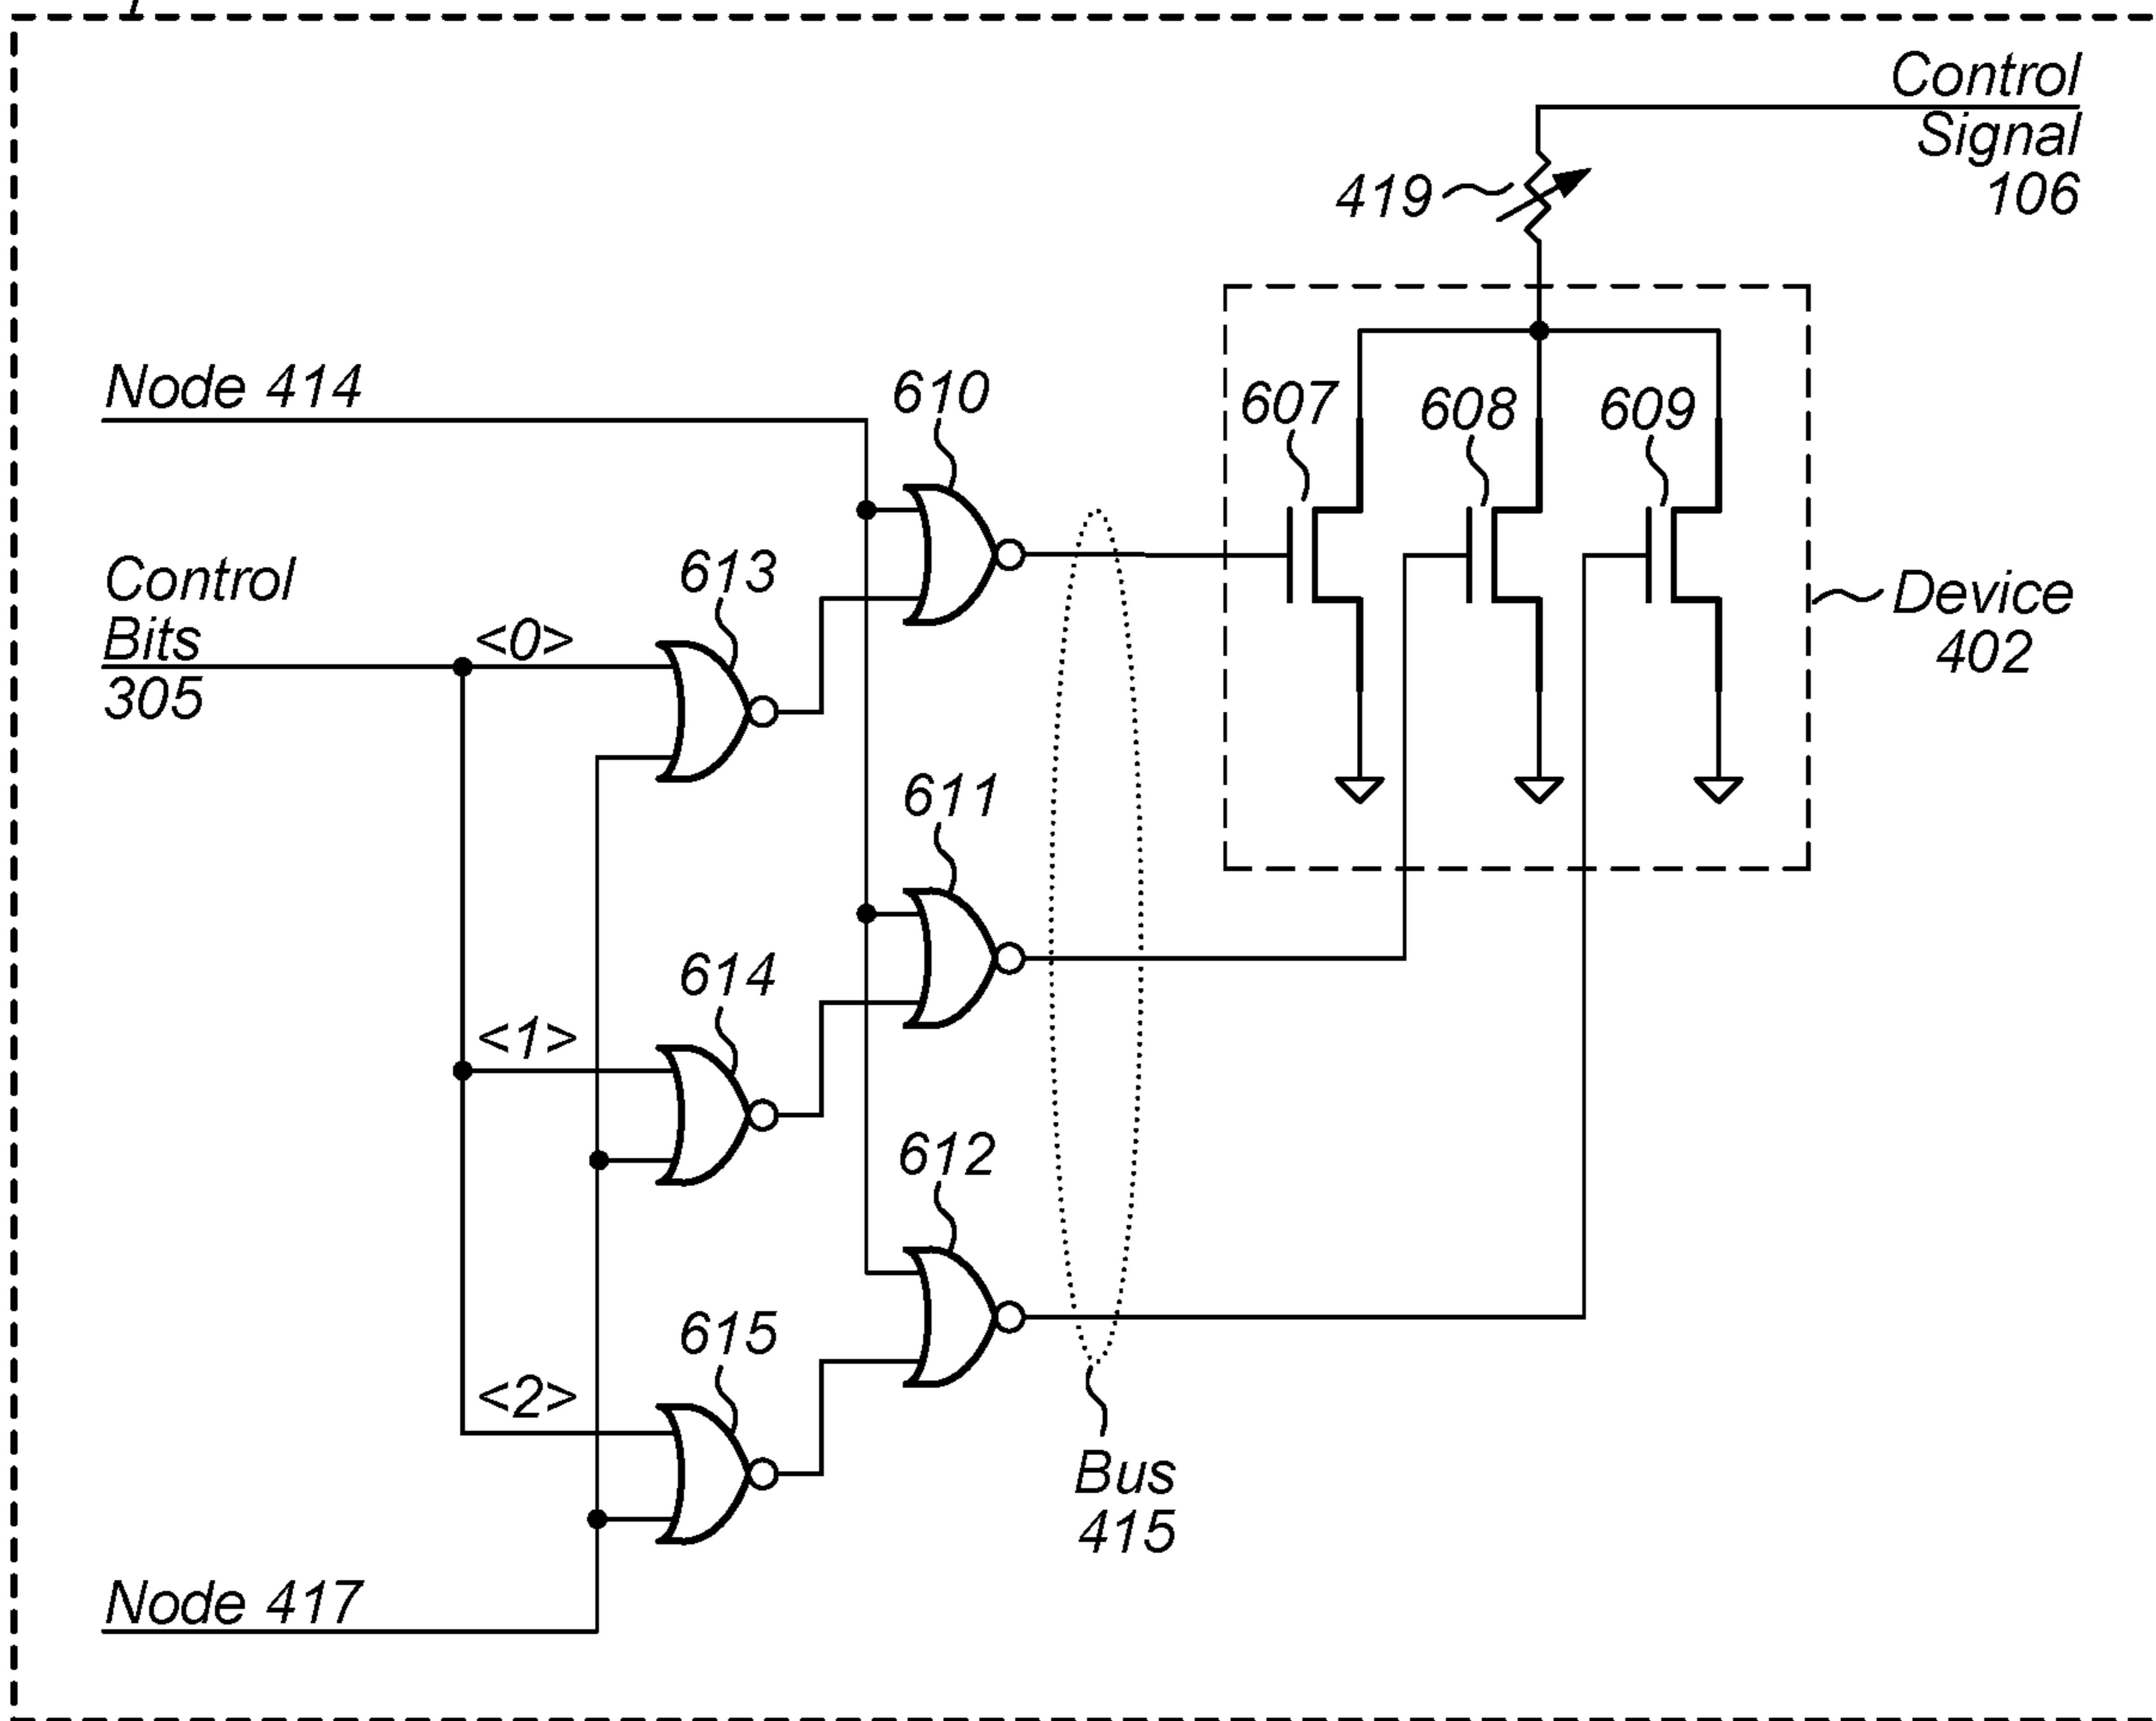 Control
Signal
106
419
Node 414
610
607
608
609
Control
Bits
305
<0>
613
Device
402
611
614
<1>
612
615
<2>
Bus
415
Node 417